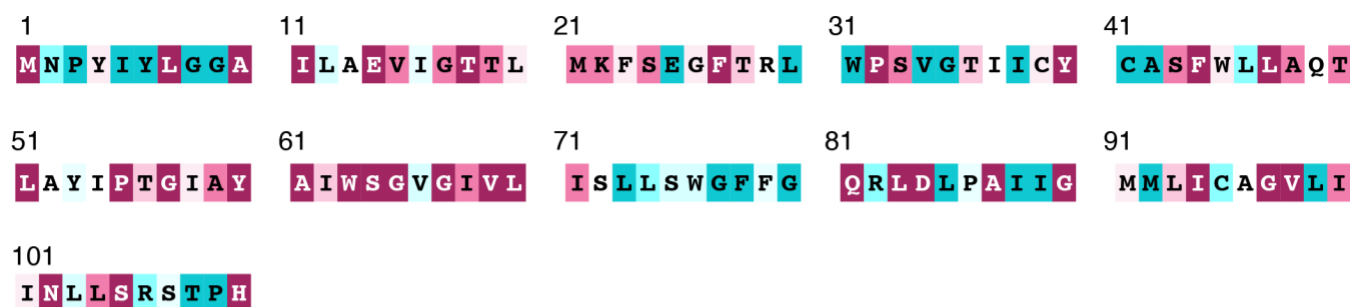 1 11 21 31 41
MNPYIYLGGA ILAEVIGTTL MKFSEGFTRL WPSVGTIICY CASFWLLAQT
51 61 71 81 91
LAYIPTGIAY AIWSGVGIVL ISLLSWGFFG QRLDLPAIIG MMLICAGVLI
101
INLLSRSTPH